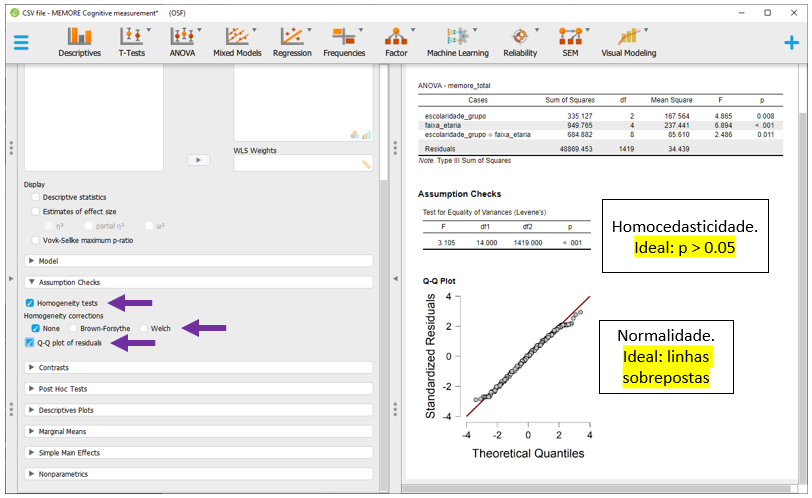 CSV file - MEMORE Cognitive measurement* (OSF)
Descriptives T-Tests ANOVA Mixed Models Regression Frequencies Factor Machine Learning Reliability SEM Visual Modeling
WLS Weights
Display
Descriptive statistics
Estimates of effect size
η² partial η² ω²
Vovk-Sellke maximum p-ratio
Model
Assumption Checks
Homogeneity tests
Homogeneity corrections
None Brown-Forsythe Welch
Q-Q plot of residuals
Contrasts
Post Hoc Tests
Descriptives Plots
Marginal Means
Simple Main Effects
Nonparametrics
ANOVA - memore_total
Cases Sum of Squares df Mean Square F p
escolaridade_grupo 335.127 2 167.564 4.865 0.008
faixa_etaria 949.765 4 237.441 6.894 < .001
escolaridade_grupo ✻ faixa_etaria 684.882 8 85.610 2.486 0.011
Residuals 48869.453 1419 34.439
Note. Type III Sum of Squares
Assumption Checks
Test for Equality of Variances (Levene's)
F df1 df2 p
3.105 14.000 1419.000 < .001
Homocedasticidade.
Ideal: p > 0.05
Q-Q Plot
Standardized Residuals
4
2
0
-2
-4
-4 -2 0 2 4
Theoretical Quantiles
Normalidade.
Ideal: linhas
sobrepostas